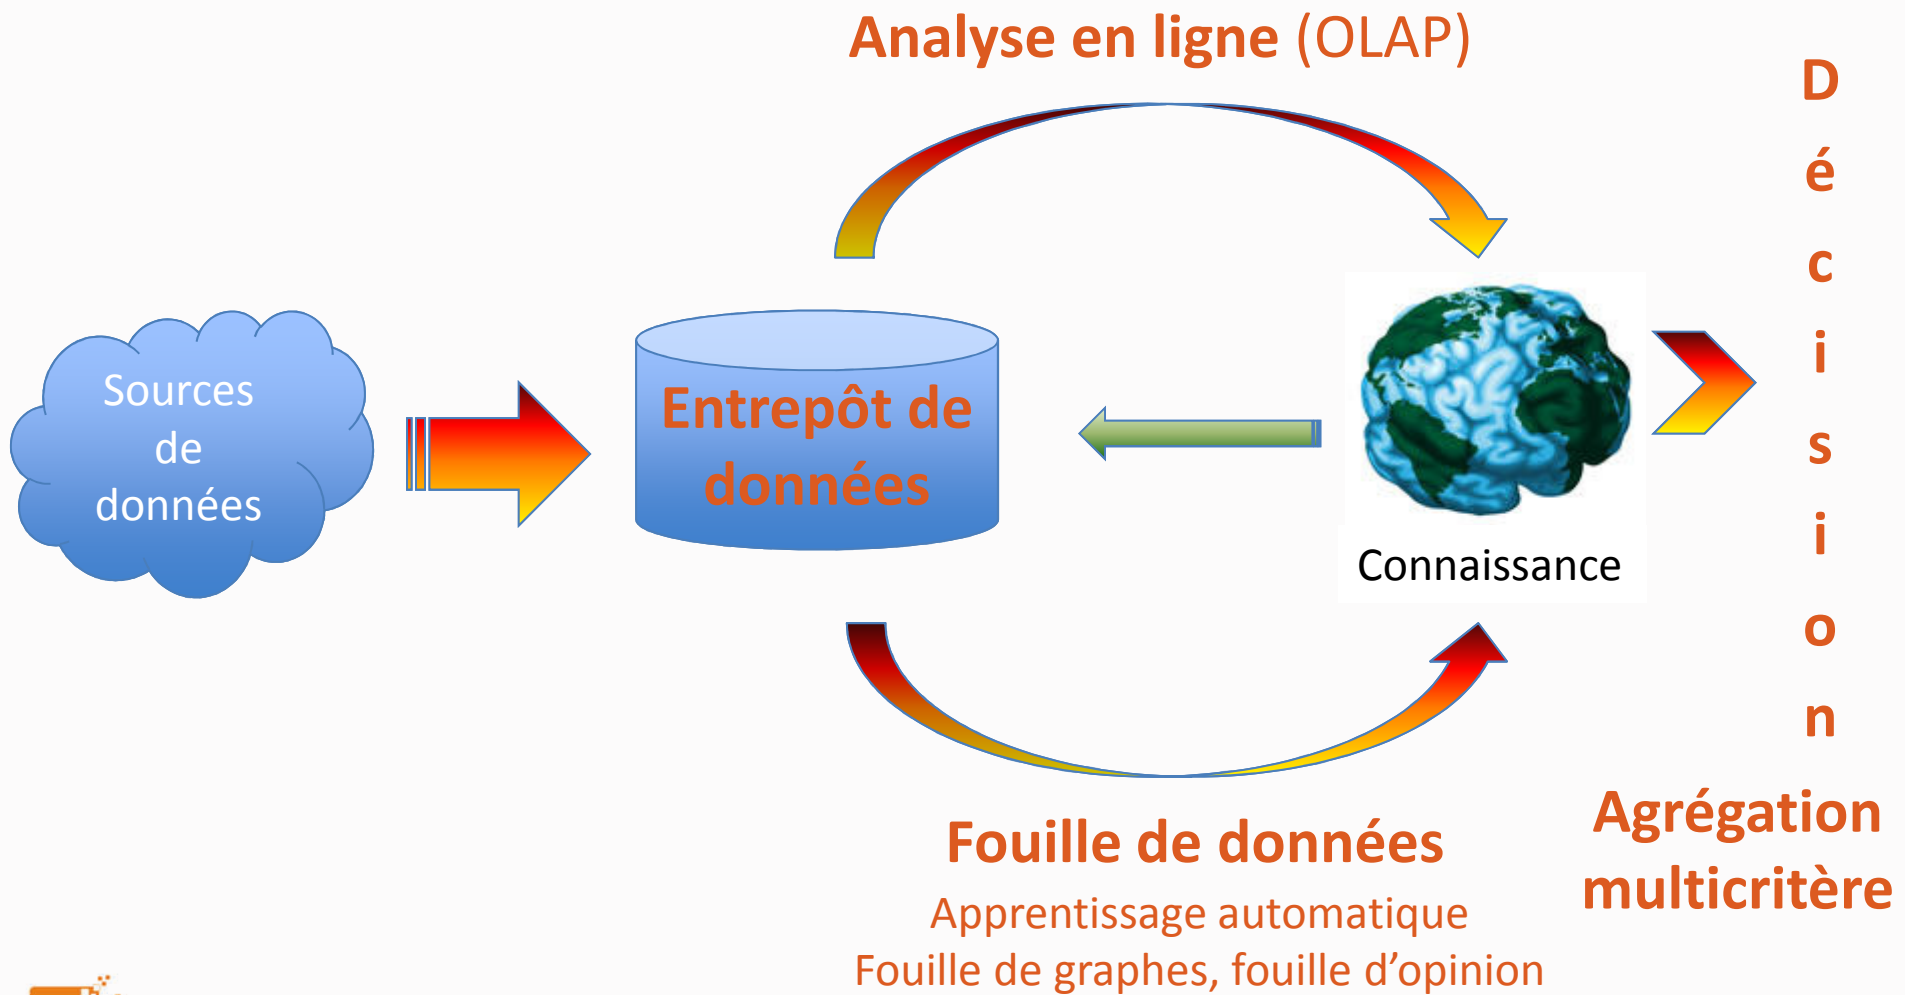 Analyse en ligne (OLAP)
Sources
de
données
Entrepôt de
données
Connaissance
Décision
Fouille de données
Apprentissage automatique
Fouille de graphes, fouille d’opinion
Agrégation
multicritère